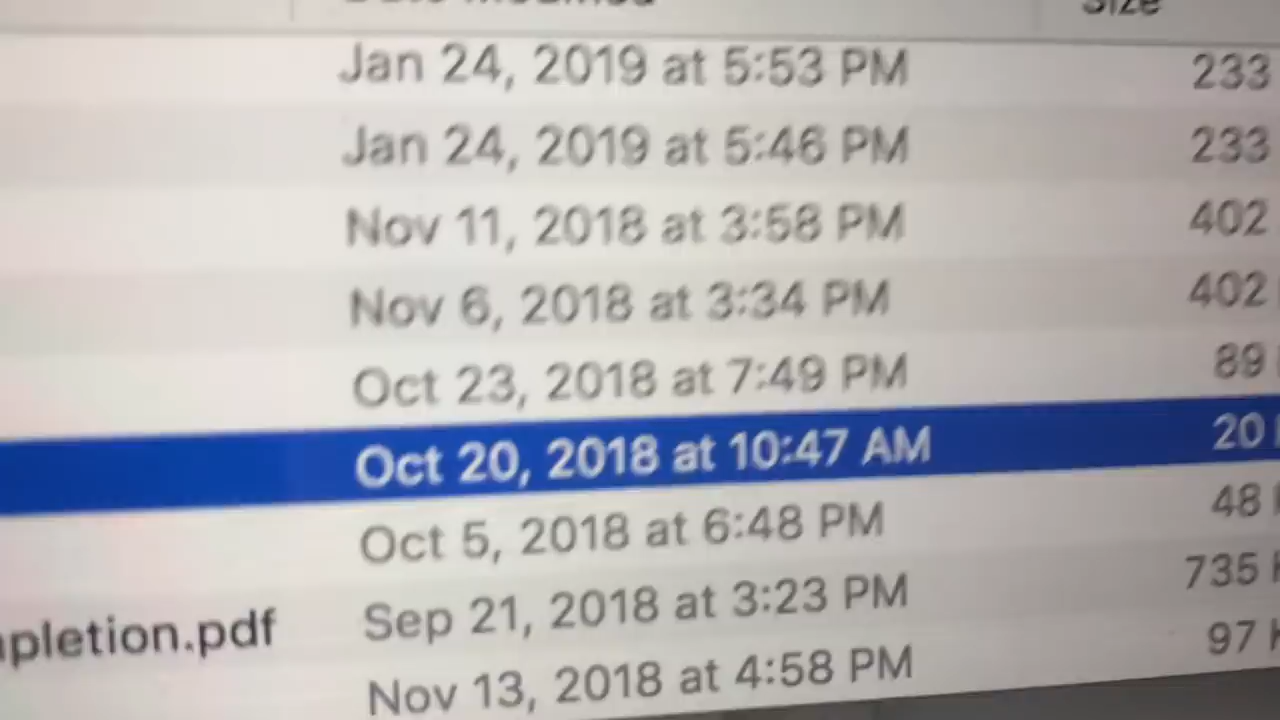 Date Modified Size
Jan 24, 2019 at 5:53 PM 233
Jan 24, 2019 at 5:46 PM 233
Nov 11, 2018 at 3:58 PM 402
Nov 6, 2018 at 3:34 PM 402
Oct 23, 2018 at 7:49 PM 89
Oct 20, 2018 at 10:47 AM 20
Oct 5, 2018 at 6:48 PM 48
pletion.pdf Sep 21, 2018 at 3:23 PM 735 K
Nov 13, 2018 at 4:58 PM 97 K